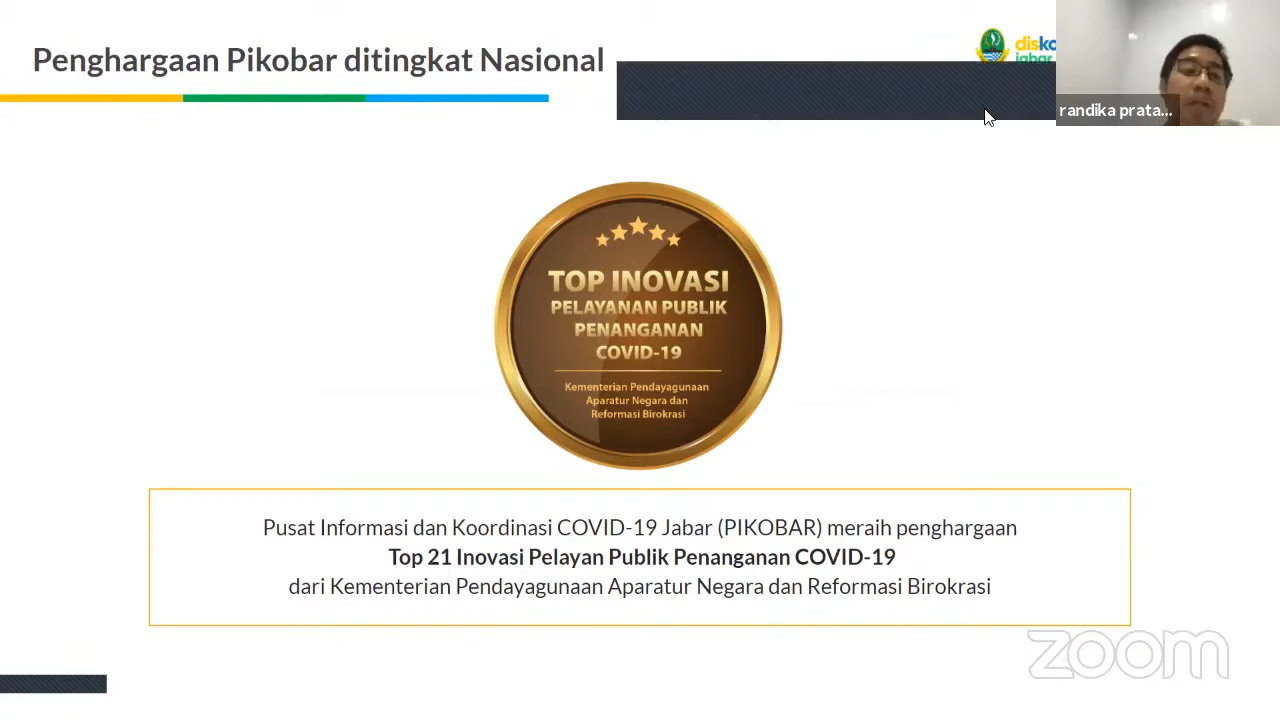 Penghargaan Pikobar ditingkat Nasional
jabar
randika prata...
TOP INOVASI
PELAYANAN PUBLIK
PENANGANAN
COVID-19
Kementerian Pendayagunaan
Aparatur Negara dan
Reformasi Birokrasi
Pusat Informasi dan Koordinasi COVID-19 Jabar (PIKOBAR) meraih penghargaan
Top 21 Inovasi Pelayan Publik Penanganan COVID-19
dari Kementerian Pendayagunaan Aparatur Negara dan Reformasi Birokrasi
zoom